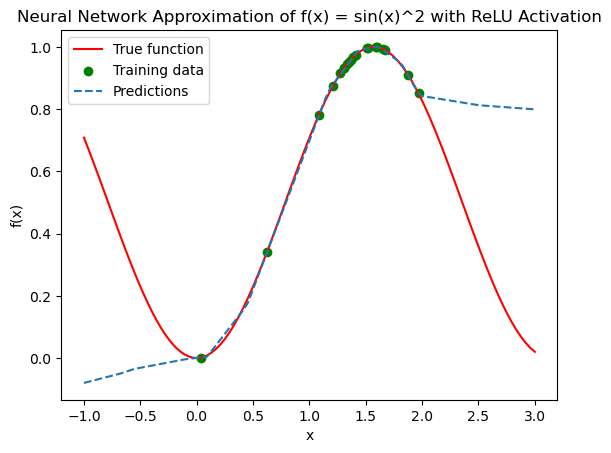 Neural Network Approximation of f(x) = sin(x)^2 with ReLU Activation
True function
Training data
Predictions
f(x)
1.0
0.8
0.6
0.4
0.2
0.0
−1.0 −0.5 0.0 0.5 1.0 1.5 2.0 2.5 3.0
x